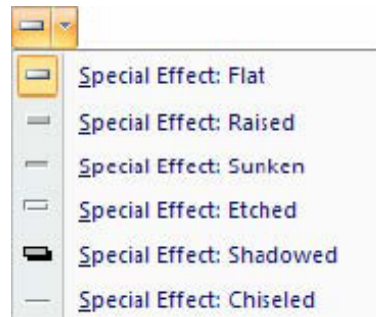 Special Effect: Flat
Special Effect: Raised
Special Effect: Sunken
Special Effect: Etched
Special Effect: Shadowed
Special Effect: Chiseled